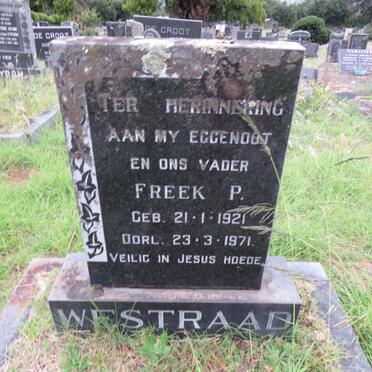 TER HERINNERING
AAN MY EGGENOOT
EN ONS VADER
FREEK P.
GEB. 21·1·1921
OORL. 23·3·1971.
VEILIG IN JESUS HOEDE
WESTRAAD
DE GROOT
GROOT